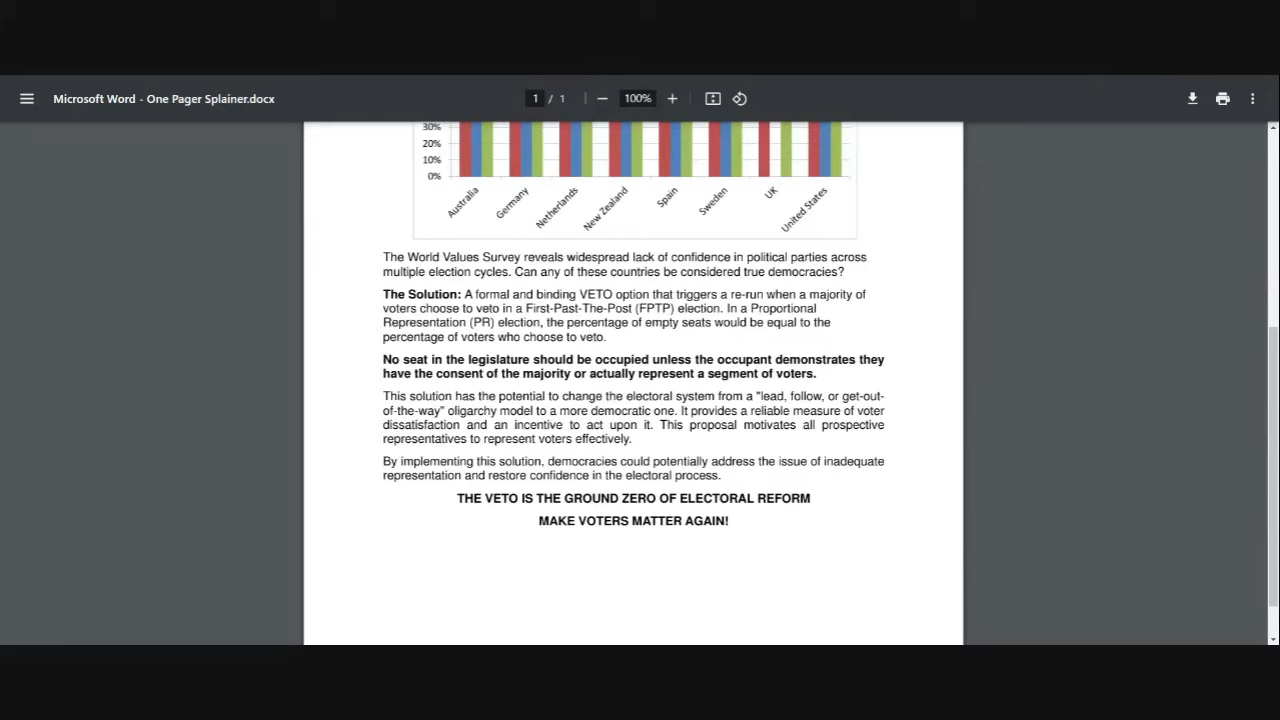 Microsoft Word - One Pager Splainer.docx
1 / 1
100%
30%
20%
10%
0%
Australia
Germany
Netherlands
New Zealand
Spain
Sweden
UK
United States
The World Values Survey reveals widespread lack of confidence in political parties across
multiple election cycles. Can any of these countries be considered true democracies?
The Solution: A formal and binding VETO option that triggers a re-run when a majority of
voters choose to veto in a First-Past-The-Post (FPTP) election. In a Proportional
Representation (PR) election, the percentage of empty seats would be equal to the
percentage of voters who choose to veto.
No seat in the legislature should be occupied unless the occupant demonstrates they
have the consent of the majority or actually represent a segment of voters.
This solution has the potential to change the electoral system from a "lead, follow, or get-out-
of-the-way" oligarchy model to a more democratic one. It provides a reliable measure of voter
dissatisfaction and an incentive to act upon it. This proposal motivates all prospective
representatives to represent voters effectively.
By implementing this solution, democracies could potentially address the issue of inadequate
representation and restore confidence in the electoral process.
THE VETO IS THE GROUND ZERO OF ELECTORAL REFORM
MAKE VOTERS MATTER AGAIN!